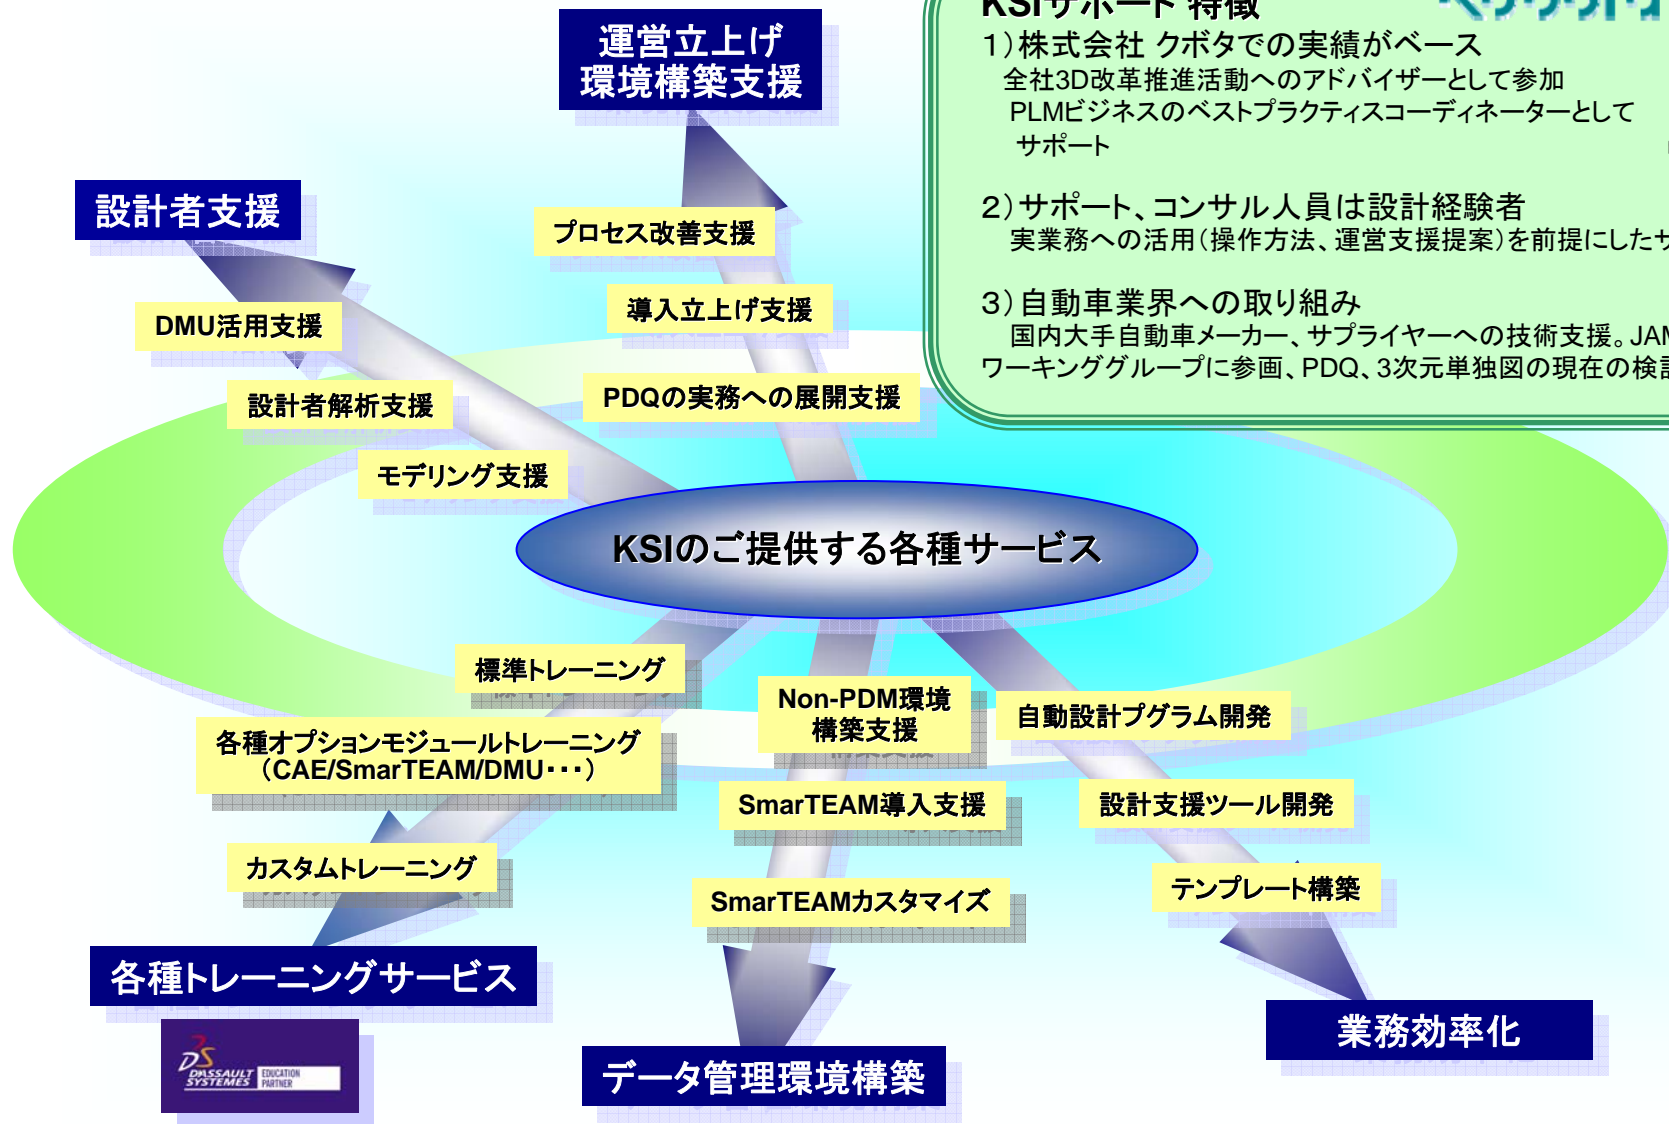 運営立上げ
環境構築支援
KSIサポート 特徴
1）株式会社 クボタでの実績がベース
全社3D改革推進活動へのアドバイザーとして参加
PLMビジネスのベストプラクティスコーディネーターとして
サポート
2）サポート、コンサル人員は設計経験者
実業務への活用（操作方法、運営支援提案）を前提にしたサ
3）自動車業界への取り組み
国内大手自動車メーカー、サプライヤーへの技術支援。JAM
ワーキンググループに参画、PDQ、3次元単独図の現在の検
設計者支援
プロセス改善支援
導入立上げ支援
PDQの実務への展開支援
DMU活用支援
設計者解析支援
モデリング支援
KSIのご提供する各種サービス
標準トレーニング
各種オプションモジュールトレーニング
（CAE/SmarTEAM/DMU・・・）
カスタムトレーニング
Non-PDM環境
構築支援
SmarTEAM導入支援
SmarTEAMカスタマイズ
自動設計プグラム開発
設計支援ツール開発
テンプレート構築
各種トレーニングサービス
DS
DASSAULT
SYSTEMES
EDUCATION
PARTNER
データ管理環境構築
業務効率化